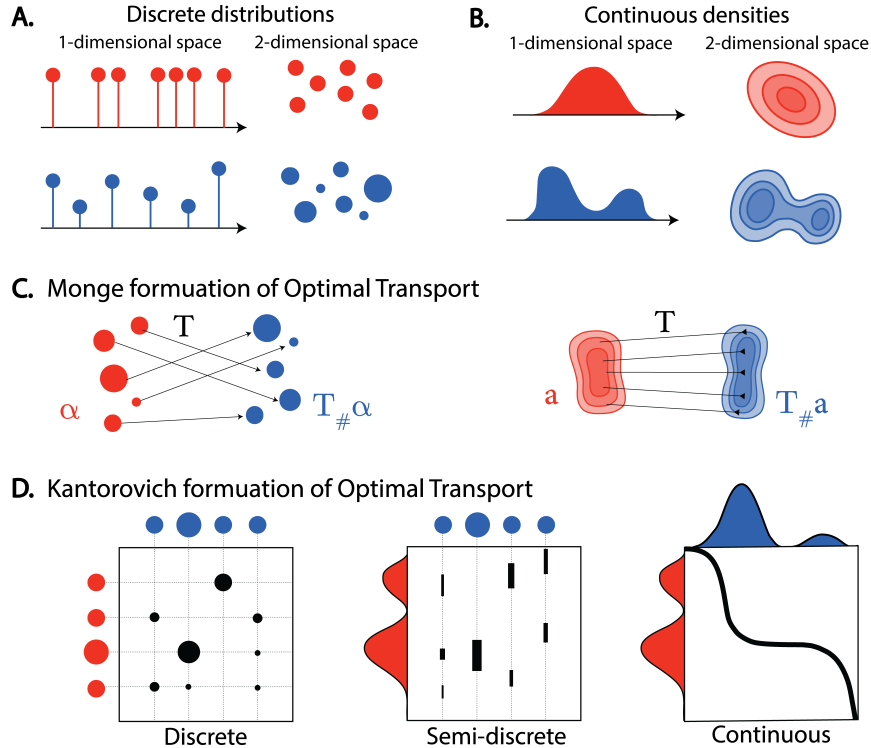 A. Discrete distributions
1-dimensional space 2-dimensional space
B. Continuous densities
1-dimensional space 2-dimensional space
C. Monge formuation of Optimal Transport
T
α
T#α
T
a
T#a
D. Kantorovich formuation of Optimal Transport
Discrete
Semi-discrete
Continuous